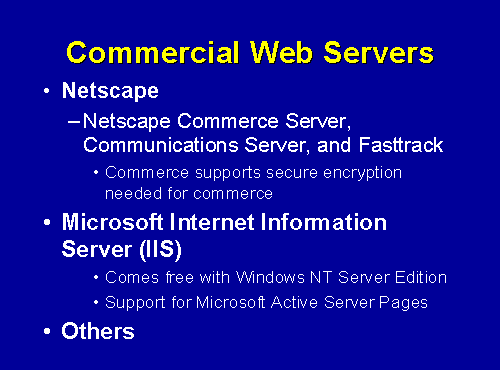 Commercial Web Servers
• Netscape
–Netscape Commerce Server,
Communications Server, and Fasttrack
• Commerce supports secure encryption
needed for commerce
• Microsoft Internet Information
Server (IIS)
• Comes free with Windows NT Server Edition
• Support for Microsoft Active Server Pages
• Others